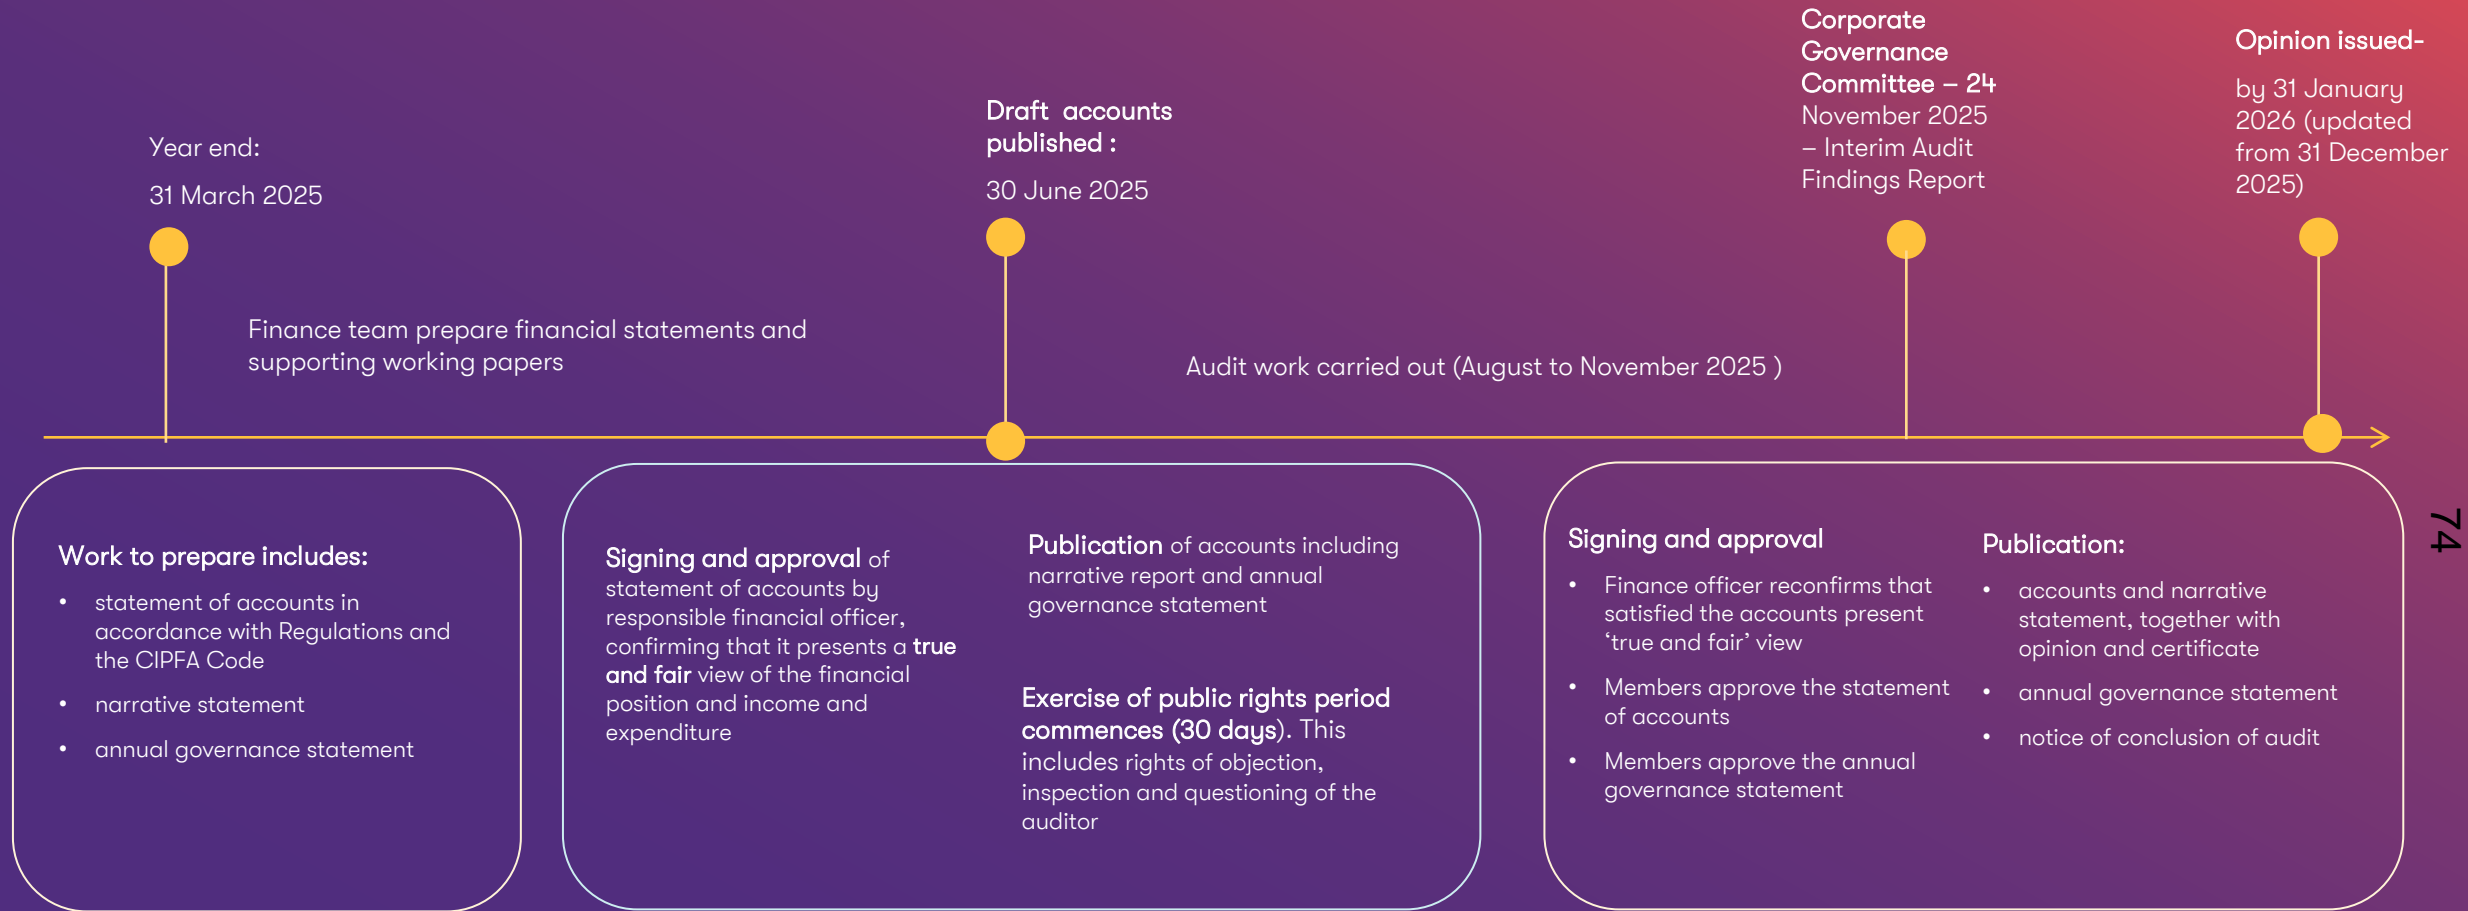 Year end:
31 March 2025
Draft accounts
published :
30 June 2025
Corporate
Governance
Committee – 24
November 2025
– Interim Audit
Findings Report
Opinion issued-
by 31 January
2026 (updated
from 31 December
2025)
Finance team prepare financial statements and
supporting working papers
Audit work carried out (August to November 2025 )
Work to prepare includes:
• statement of accounts in
accordance with Regulations and
the CIPFA Code
• narrative statement
• annual governance statement
Signing and approval of
statement of accounts by
responsible financial officer,
confirming that it presents a true
and fair view of the financial
position and income and
expenditure
Publication of accounts including
narrative report and annual
governance statement
Exercise of public rights period
commences (30 days). This
includes rights of objection,
inspection and questioning of the
auditor
Signing and approval
• Finance officer reconfirms that
satisfied the accounts present
‘true and fair’ view
• Members approve the statement
of accounts
• Members approve the annual
governance statement
Publication:
• accounts and narrative
statement, together with
opinion and certificate
• annual governance statement
• notice of conclusion of audit
74